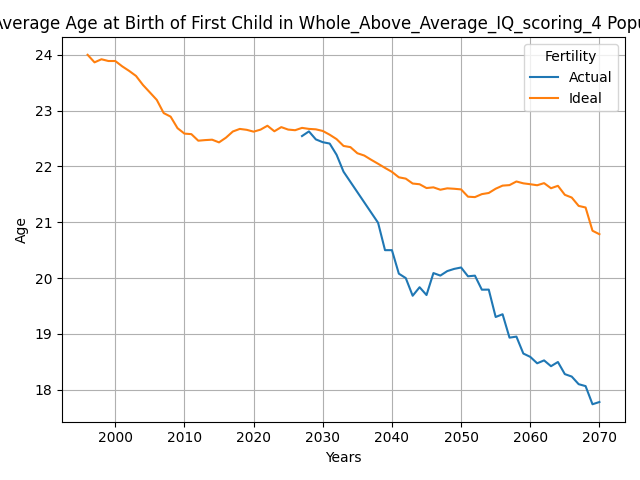 Average Age at Birth of First Child in Whole_Above_Average_IQ_scoring_4
Fertility
Actual
Ideal
24
23
22
21
20
19
18
Age
2000
2010
2020
2030
2040
2050
2060
2070
Years